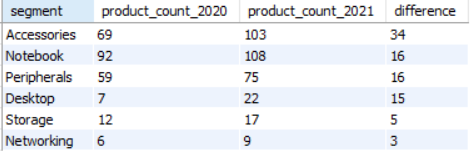 segment product_count_2020 product_count_2021 difference
Accessories 69 103 34
Notebook 92 108 16
Peripherals 59 75 16
Desktop 7 22 15
Storage 12 17 5
Networking 6 9 3